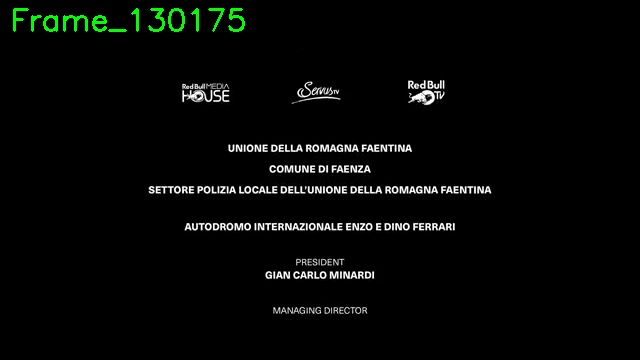 Frame_130175
Red Bull MEDIA HOUSE
ServusTV
Red Bull TV
UNIONE DELLA ROMAGNA FAENTINA
COMUNE DI FAENZA
SETTORE POLIZIA LOCALE DELL'UNIONE DELLA ROMAGNA FAENTINA
AUTODROMO INTERNAZIONALE ENZO E DINO FERRARI
PRESIDENT
GIAN CARLO MINARDI
MANAGING DIRECTOR